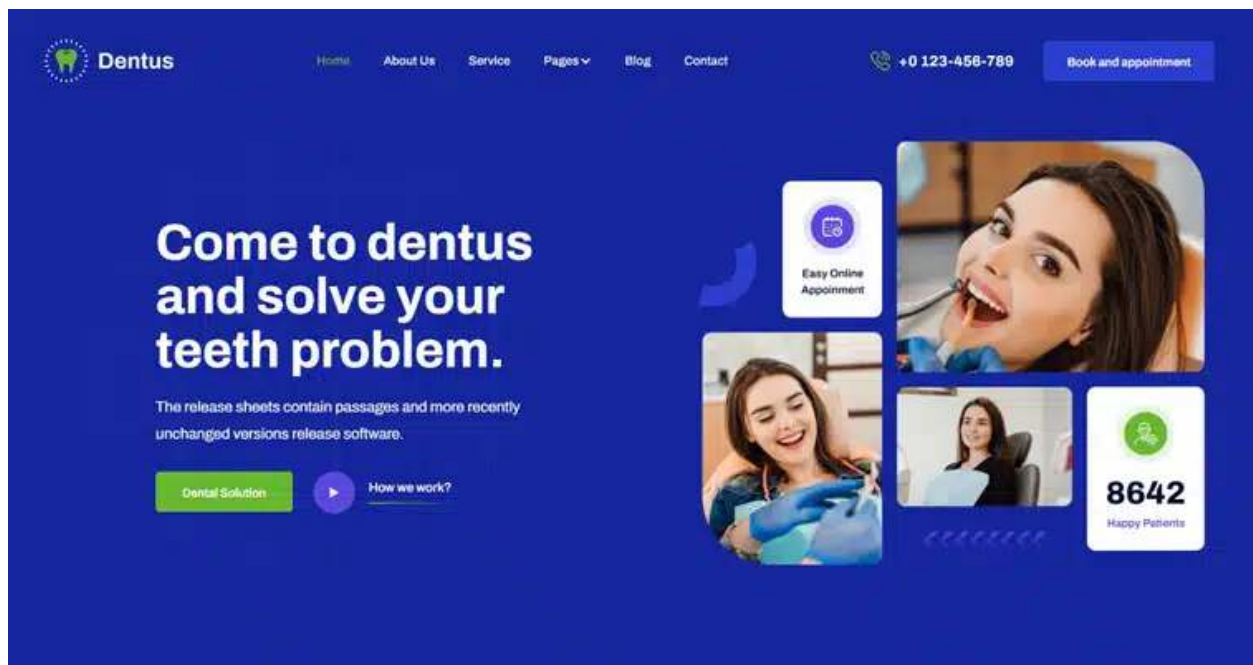 Dentus
Home
About Us
Service
Pages
Blog
Contact
+0 123-456-789
Book and appointment
Come to dentus
and solve your
teeth problem.
The release sheets contain passages and more recently
unchanged versions release software.
Dental Solution
How we work?
Easy Online
Appoinment
8642
Happy Patients